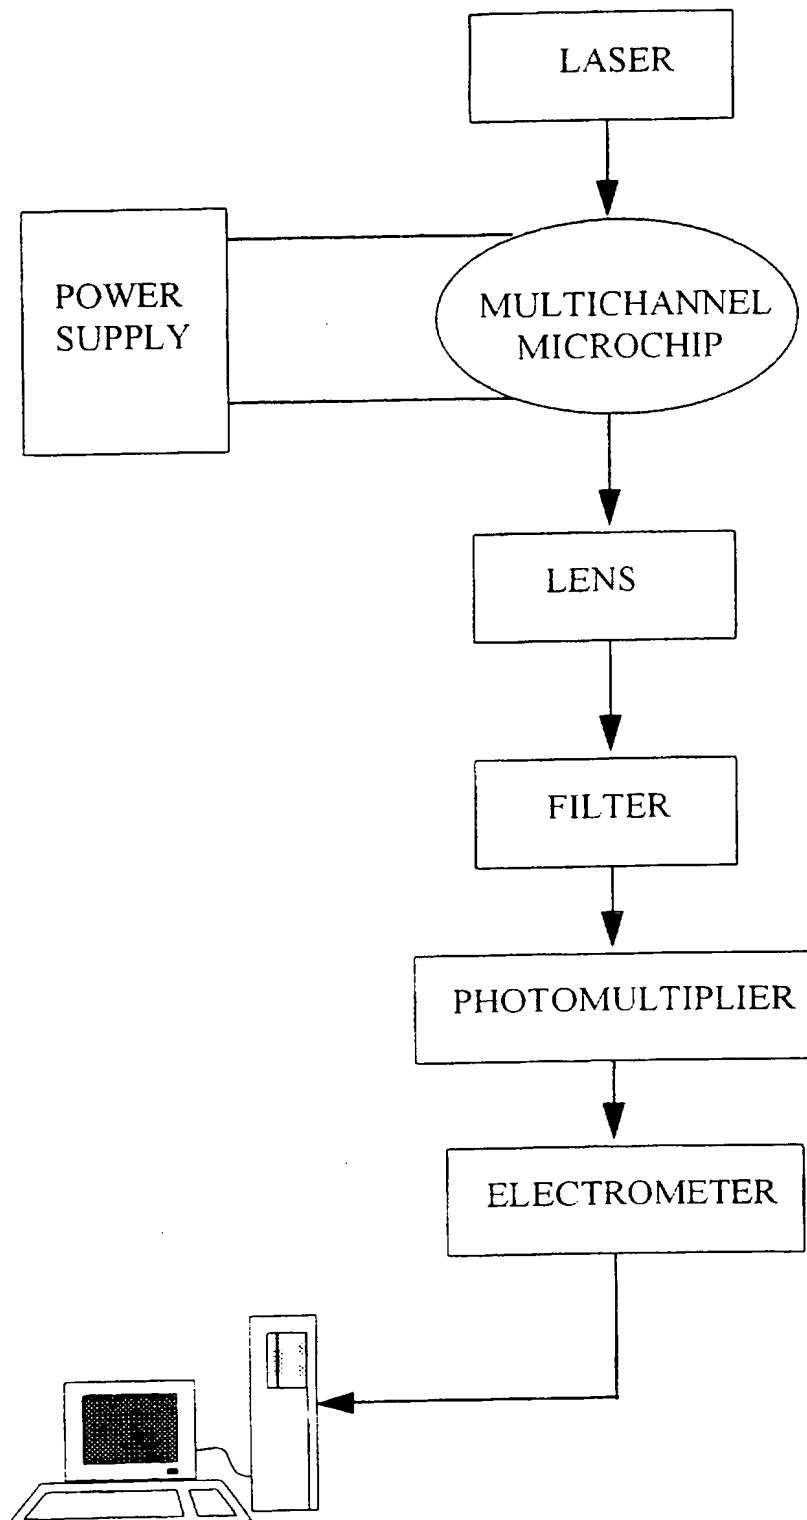 LASER
POWER
SUPPLY
MULTICHANNEL
MICROCHIP
LENS
FILTER
PHOTOMULTIPLIER
ELECTROMETER